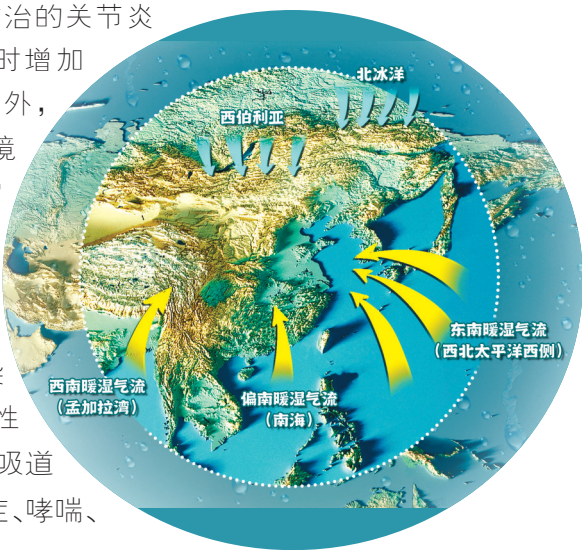 治的关节炎
时增加
外，
境
性
吸道
、哮喘、
北冰洋
西伯利亚
东南暖湿气流
（西北太平洋西侧）
西南暖湿气流
（孟加拉湾）
偏南暖湿气流
（南海）